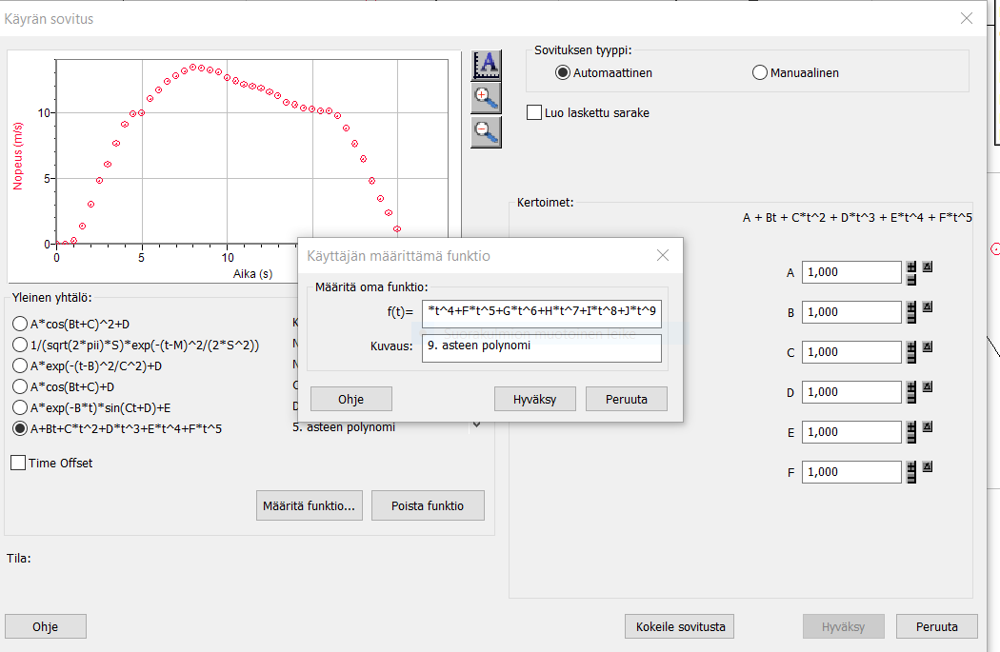 Käyrän sovitus
Nopeus (m/s)
10
5
0
0
5
10
Aika (s)
A
Sovituksen tyyppi:
Automaattinen
Manuaalinen
Luo laskettu sarake
Kertoimet:
A + Bt + C*t^2 + D*t^3 + E*t^4 + F*t^5
A 1,000
B 1,000
C 1,000
D 1,000
E 1,000
F 1,000
Käyttäjän määrittämä funktio
Määritä oma funktio:
f(t)= *t^4+F*t^5+G*t^6+H*t^7+I*t^8+J*t^9
Suorakulmion muotoinen leike
Kuvaus: 9. asteen polynomi
Ohje
Hyväksy
Peruuta
Yleinen yhtälö:
A*cos(Bt+C)^2+D
1/(sqrt(2*pii)*S)*exp(-(t-M)^2/(2*S^2))
A*exp(-(t-B)^2/C^2)+D
A*cos(Bt+C)+D
A*exp(-B*t)*sin(Ct+D)+E
A+Bt+C*t^2+D*t^3+E*t^4+F*t^5 5. asteen polynomi
Time Offset
Määritä funktio...
Poista funktio
Tila:
Ohje
Kokeile sovitusta
Hyväksy
Peruuta